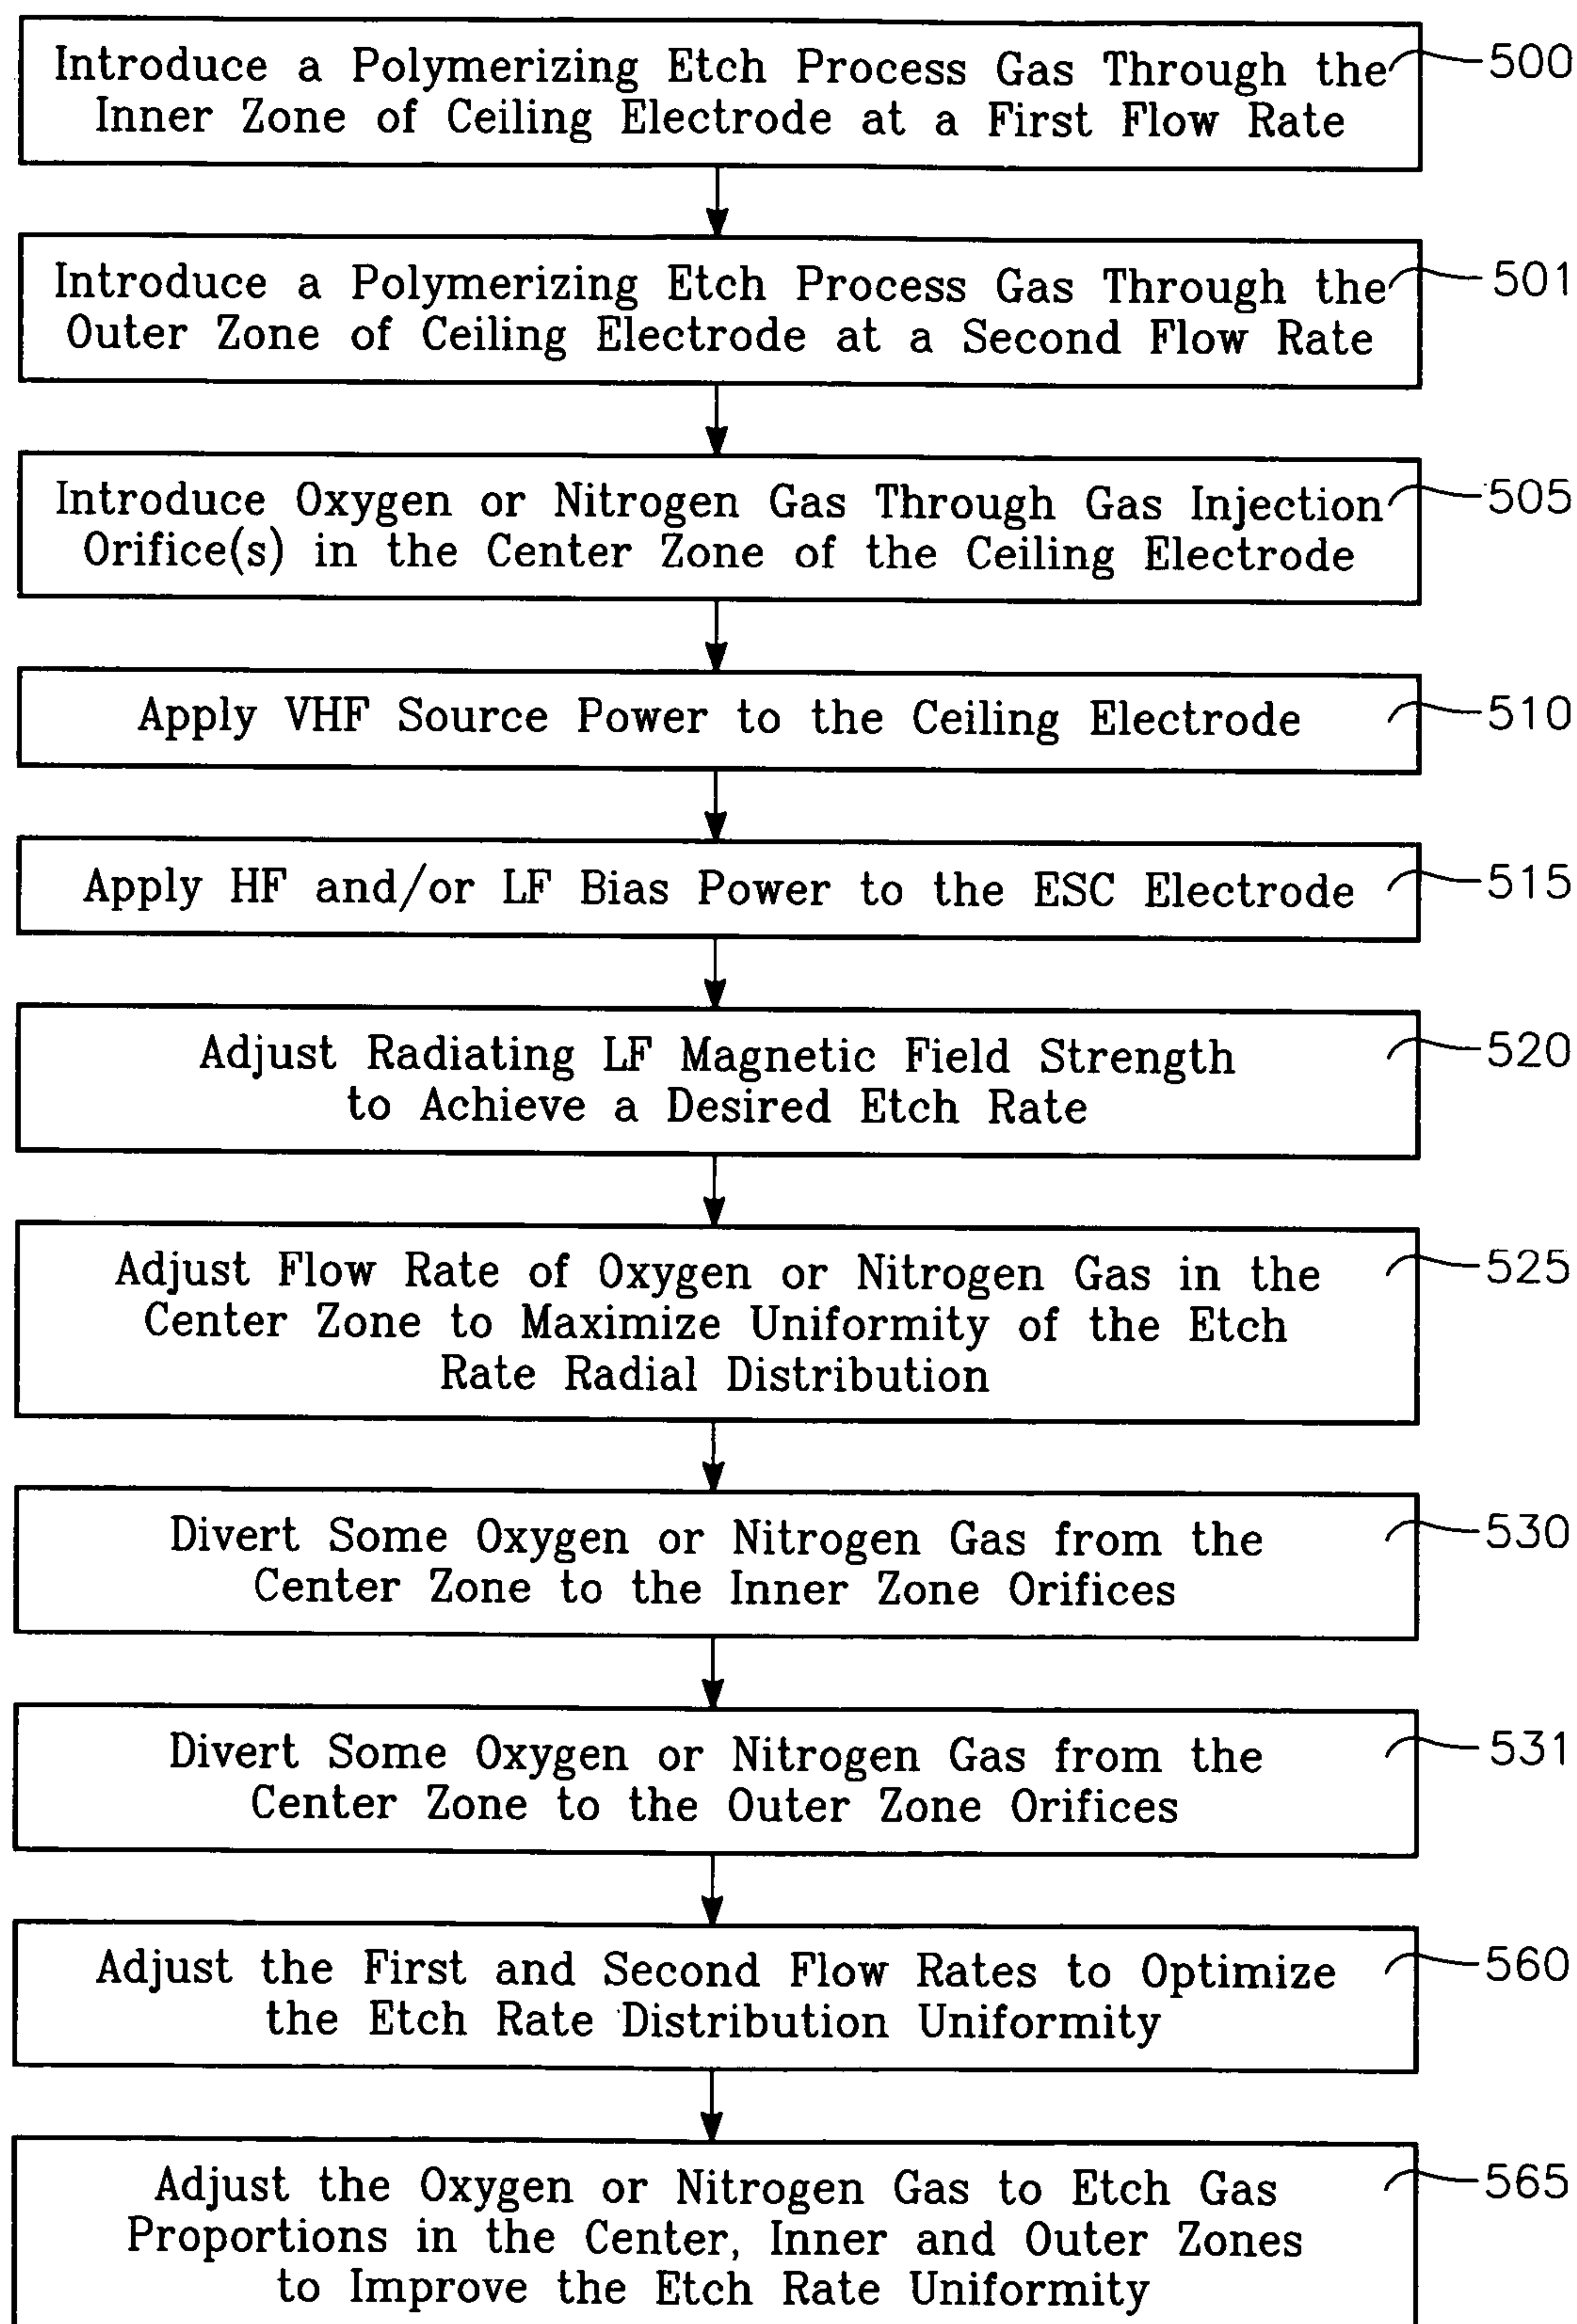 Introduce a Polymerizing Etch Process Gas Through the
Inner Zone of Ceiling Electrode at a First Flow Rate
500
Introduce a Polymerizing Etch Process Gas Through the
Outer Zone of Ceiling Electrode at a Second Flow Rate
501
Introduce Oxygen or Nitrogen Gas Through Gas Injection
Orifice(s) in the Center Zone of the Ceiling Electrode
505
Apply VHF Source Power to the Ceiling Electrode
510
Apply HF and/or LF Bias Power to the ESC Electrode
515
Adjust Radiating LF Magnetic Field Strength
to Achieve a Desired Etch Rate
520
Adjust Flow Rate of Oxygen or Nitrogen Gas in the
Center Zone to Maximize Uniformity of the Etch
Rate Radial Distribution
525
Divert Some Oxygen or Nitrogen Gas from the
Center Zone to the Inner Zone Orifices
530
Divert Some Oxygen or Nitrogen Gas from the
Center Zone to the Outer Zone Orifices
531
Adjust the First and Second Flow Rates to Optimize
the Etch Rate Distribution Uniformity
560
Adjust the Oxygen or Nitrogen Gas to Etch Gas
Proportions in the Center, Inner and Outer Zones
to Improve the Etch Rate Uniformity
565